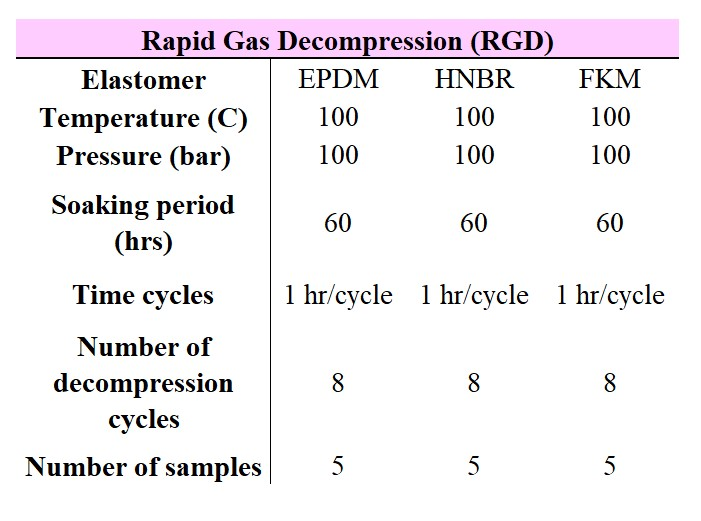 Rapid Gas Decompression (RGD)
Elastomer EPDM HNBR FKM
Temperature (C) 100 100 100
Pressure (bar) 100 100 100
Soaking period
(hrs) 60 60 60
Time cycles 1 hr/cycle 1 hr/cycle 1 hr/cycle
Number of
decompression 8 8 8
cycles
Number of samples 5 5 5